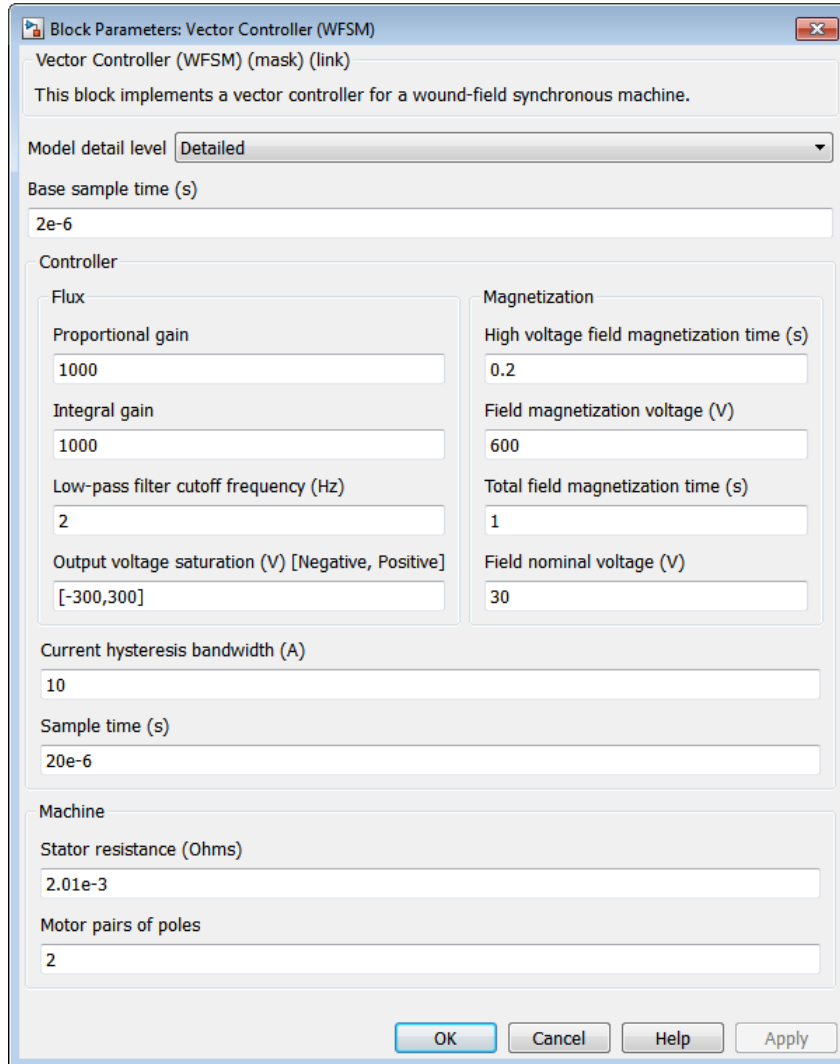 Block Parameters: Vector Controller (WFSM)
Vector Controller (WFSM) (mask) (link)
This block implements a vector controller for a wound-field synchronous machine.
Model detail level Detailed
Base sample time (s)
2e-6
Controller
Flux
Proportional gain
1000
Integral gain
1000
Low-pass filter cutoff frequency (Hz)
2
Output voltage saturation (V) [Negative, Positive]
[-300,300]
Magnetization
High voltage field magnetization time (s)
0.2
Field magnetization voltage (V)
600
Total field magnetization time (s)
1
Field nominal voltage (V)
30
Current hysteresis bandwidth (A)
10
Sample time (s)
20e-6
Machine
Stator resistance (Ohms)
2.01e-3
Motor pairs of poles
2
OK Cancel Help Apply